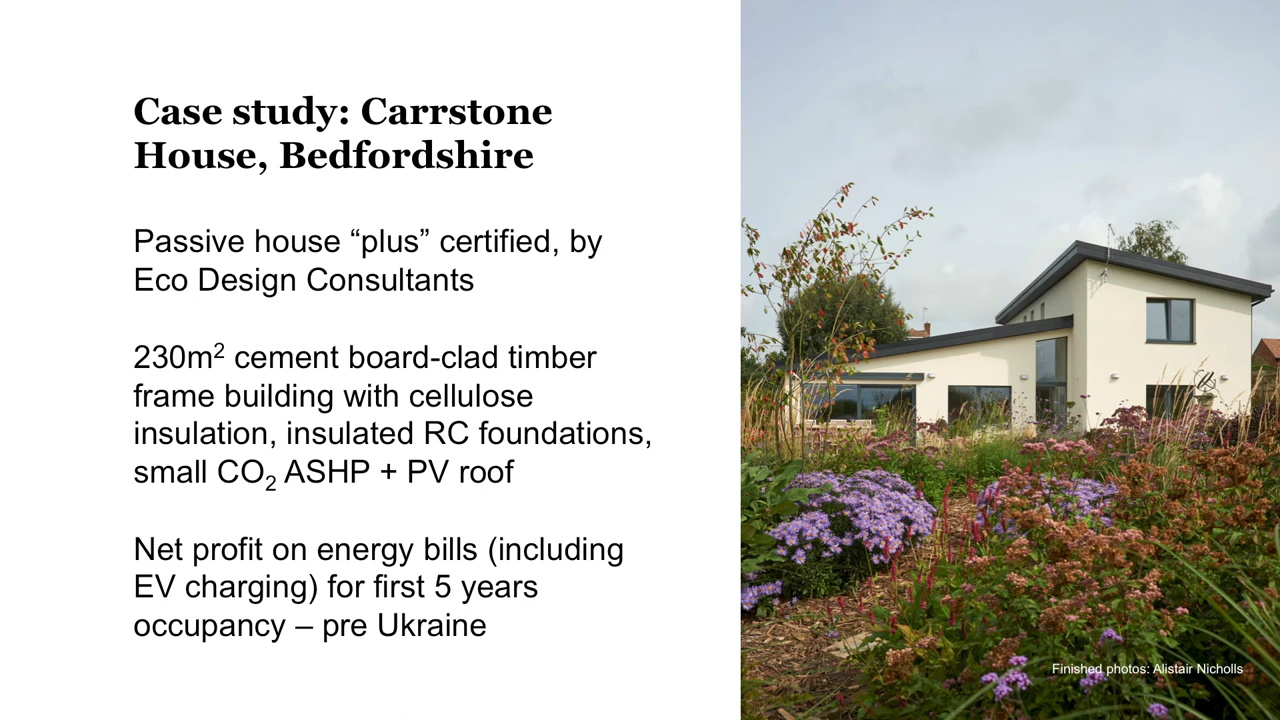 Case study: Carrstone
House, Bedfordshire
Passive house “plus” certified, by
Eco Design Consultants
230m² cement board-clad timber
frame building with cellulose
insulation, insulated RC foundations,
small CO₂ ASHP + PV roof
Net profit on energy bills (including
EV charging) for first 5 years
occupancy – pre Ukraine
Finished photos: Alistair Nicholls